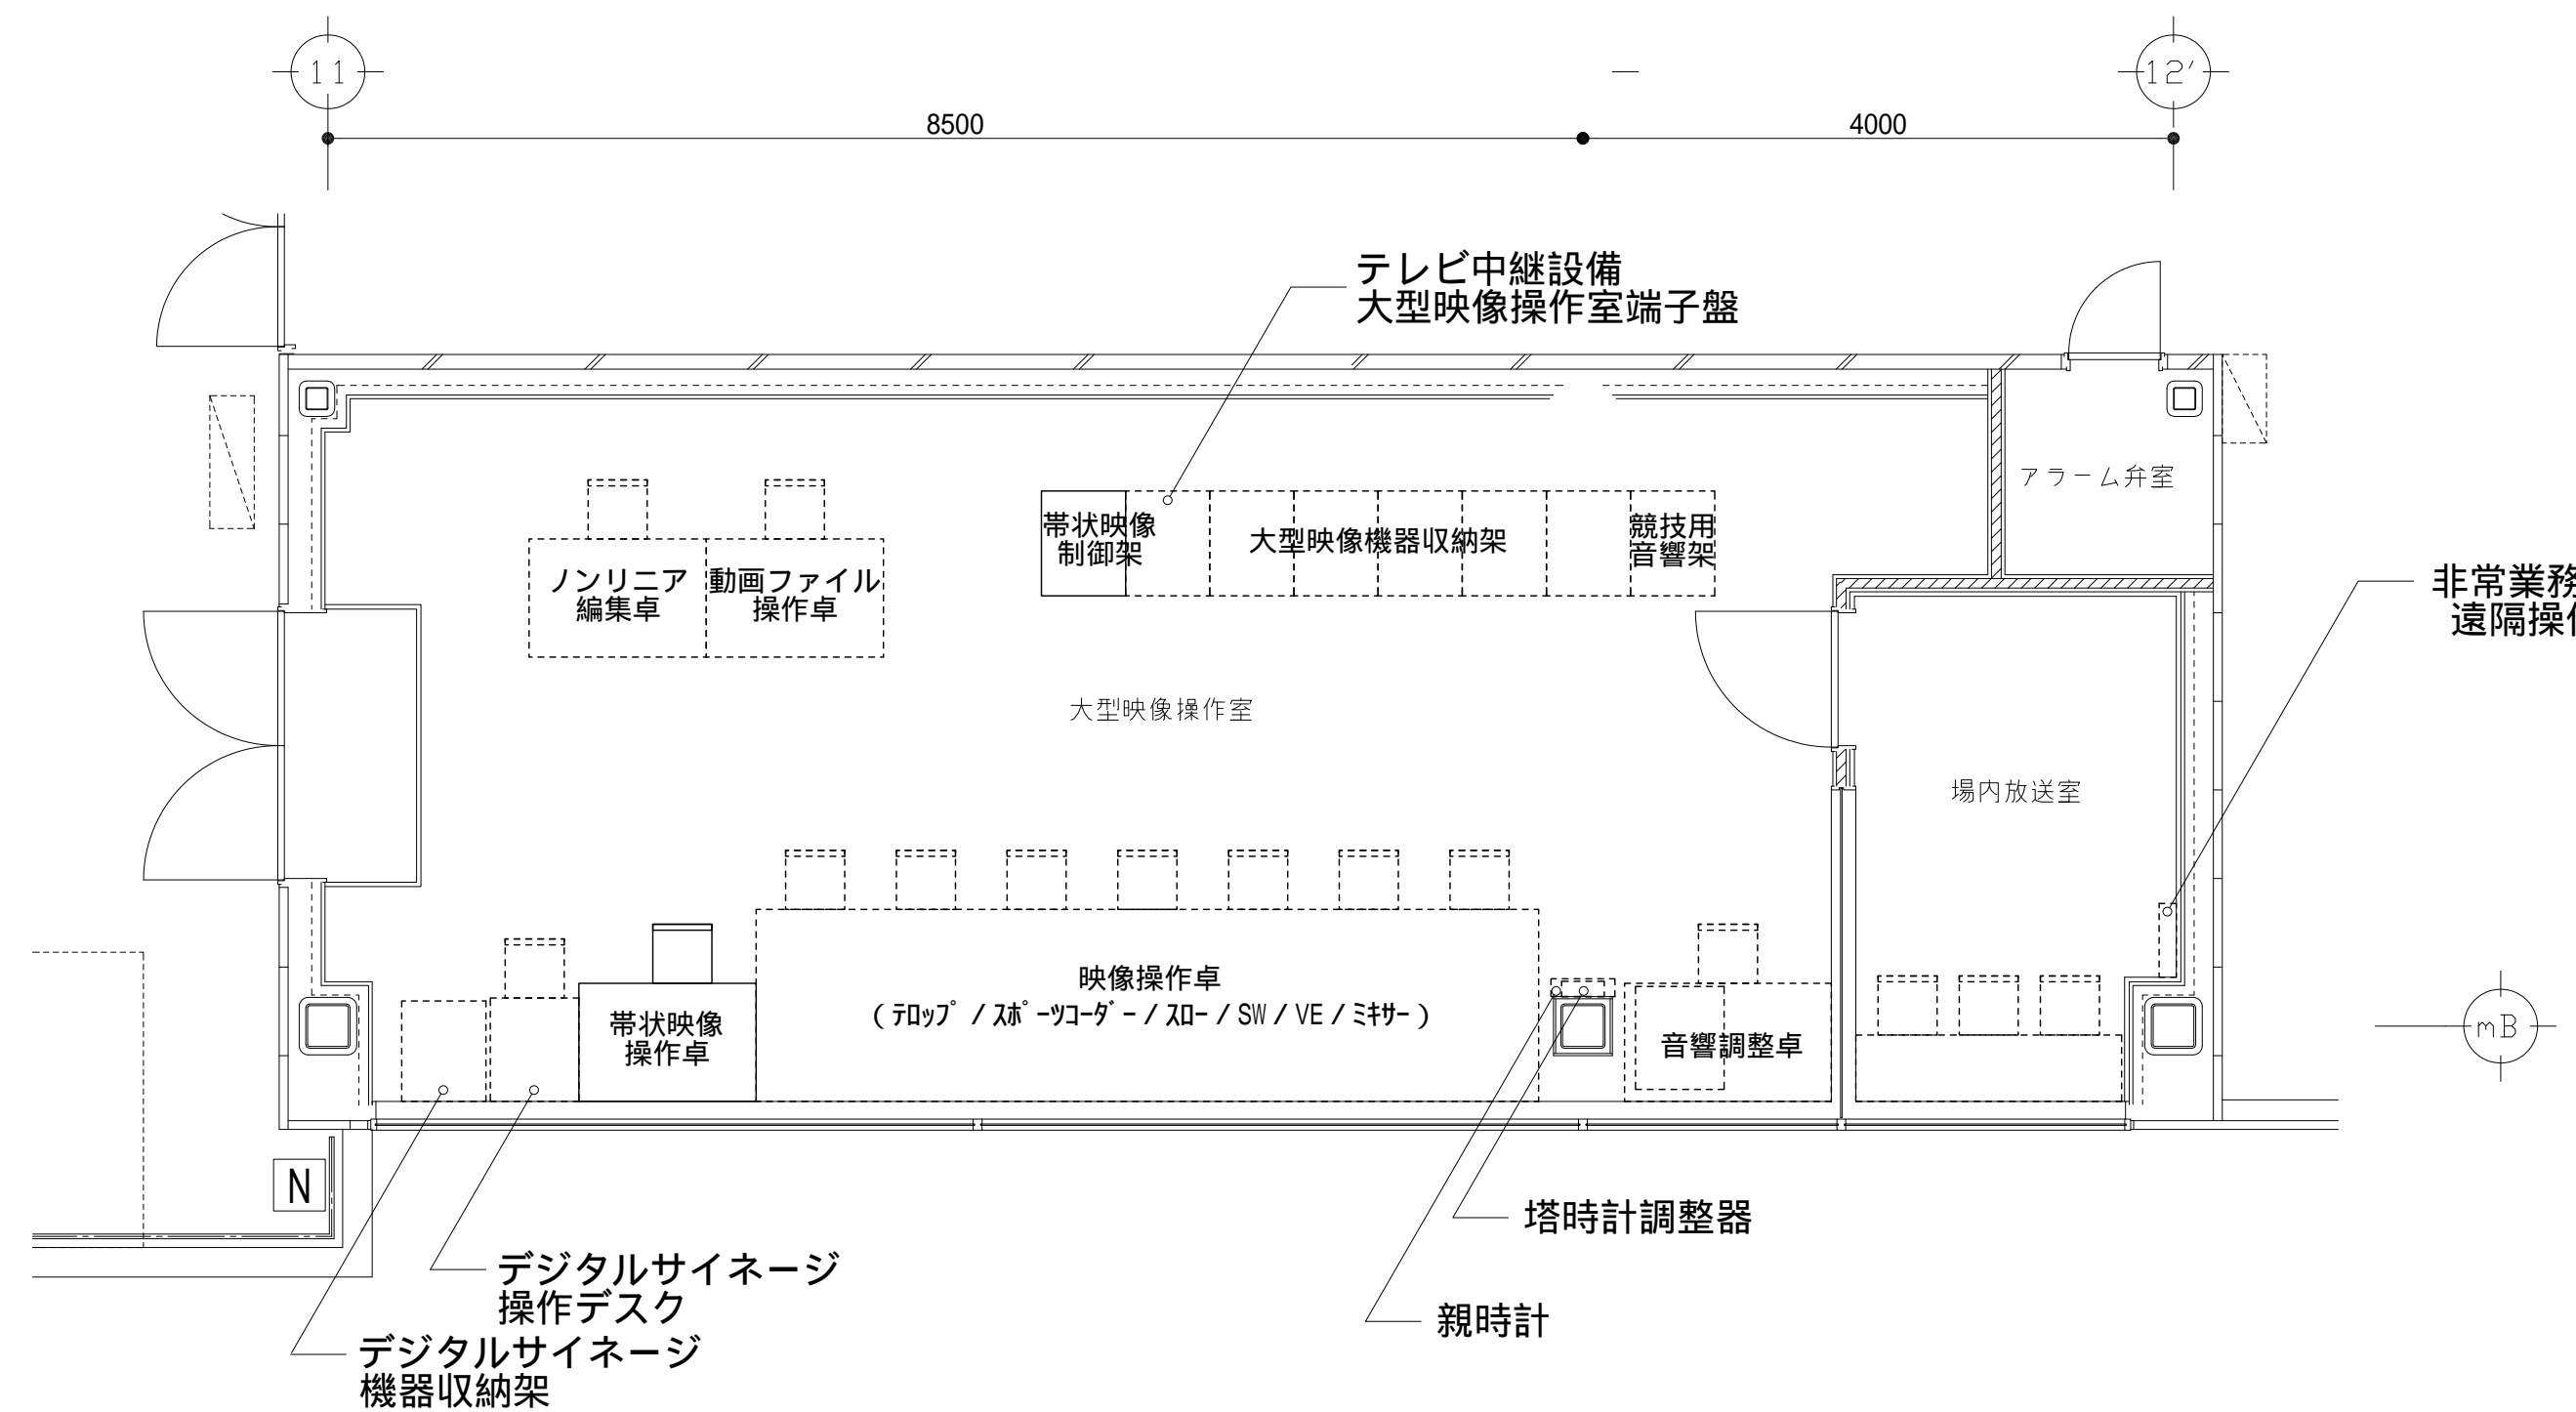 11
12′
8500
4000
テレビ中継設備
大型映像操作室端子盤
アラーム弁室
帯状映像
制御架
大型映像機器収納架
競技用
音響架
ノンリニア
編集卓
動画ファイル
操作卓
非常業務
遠隔操作
大型映像操作室
場内放送室
映像操作卓
(テロップ/スポーツコーダー/スロー/SW/VE/ミキサー)
帯状映像
操作卓
音響調整卓
mB
N
塔時計調整器
デジタルサイネージ
操作デスク
親時計
デジタルサイネージ
機器収納架